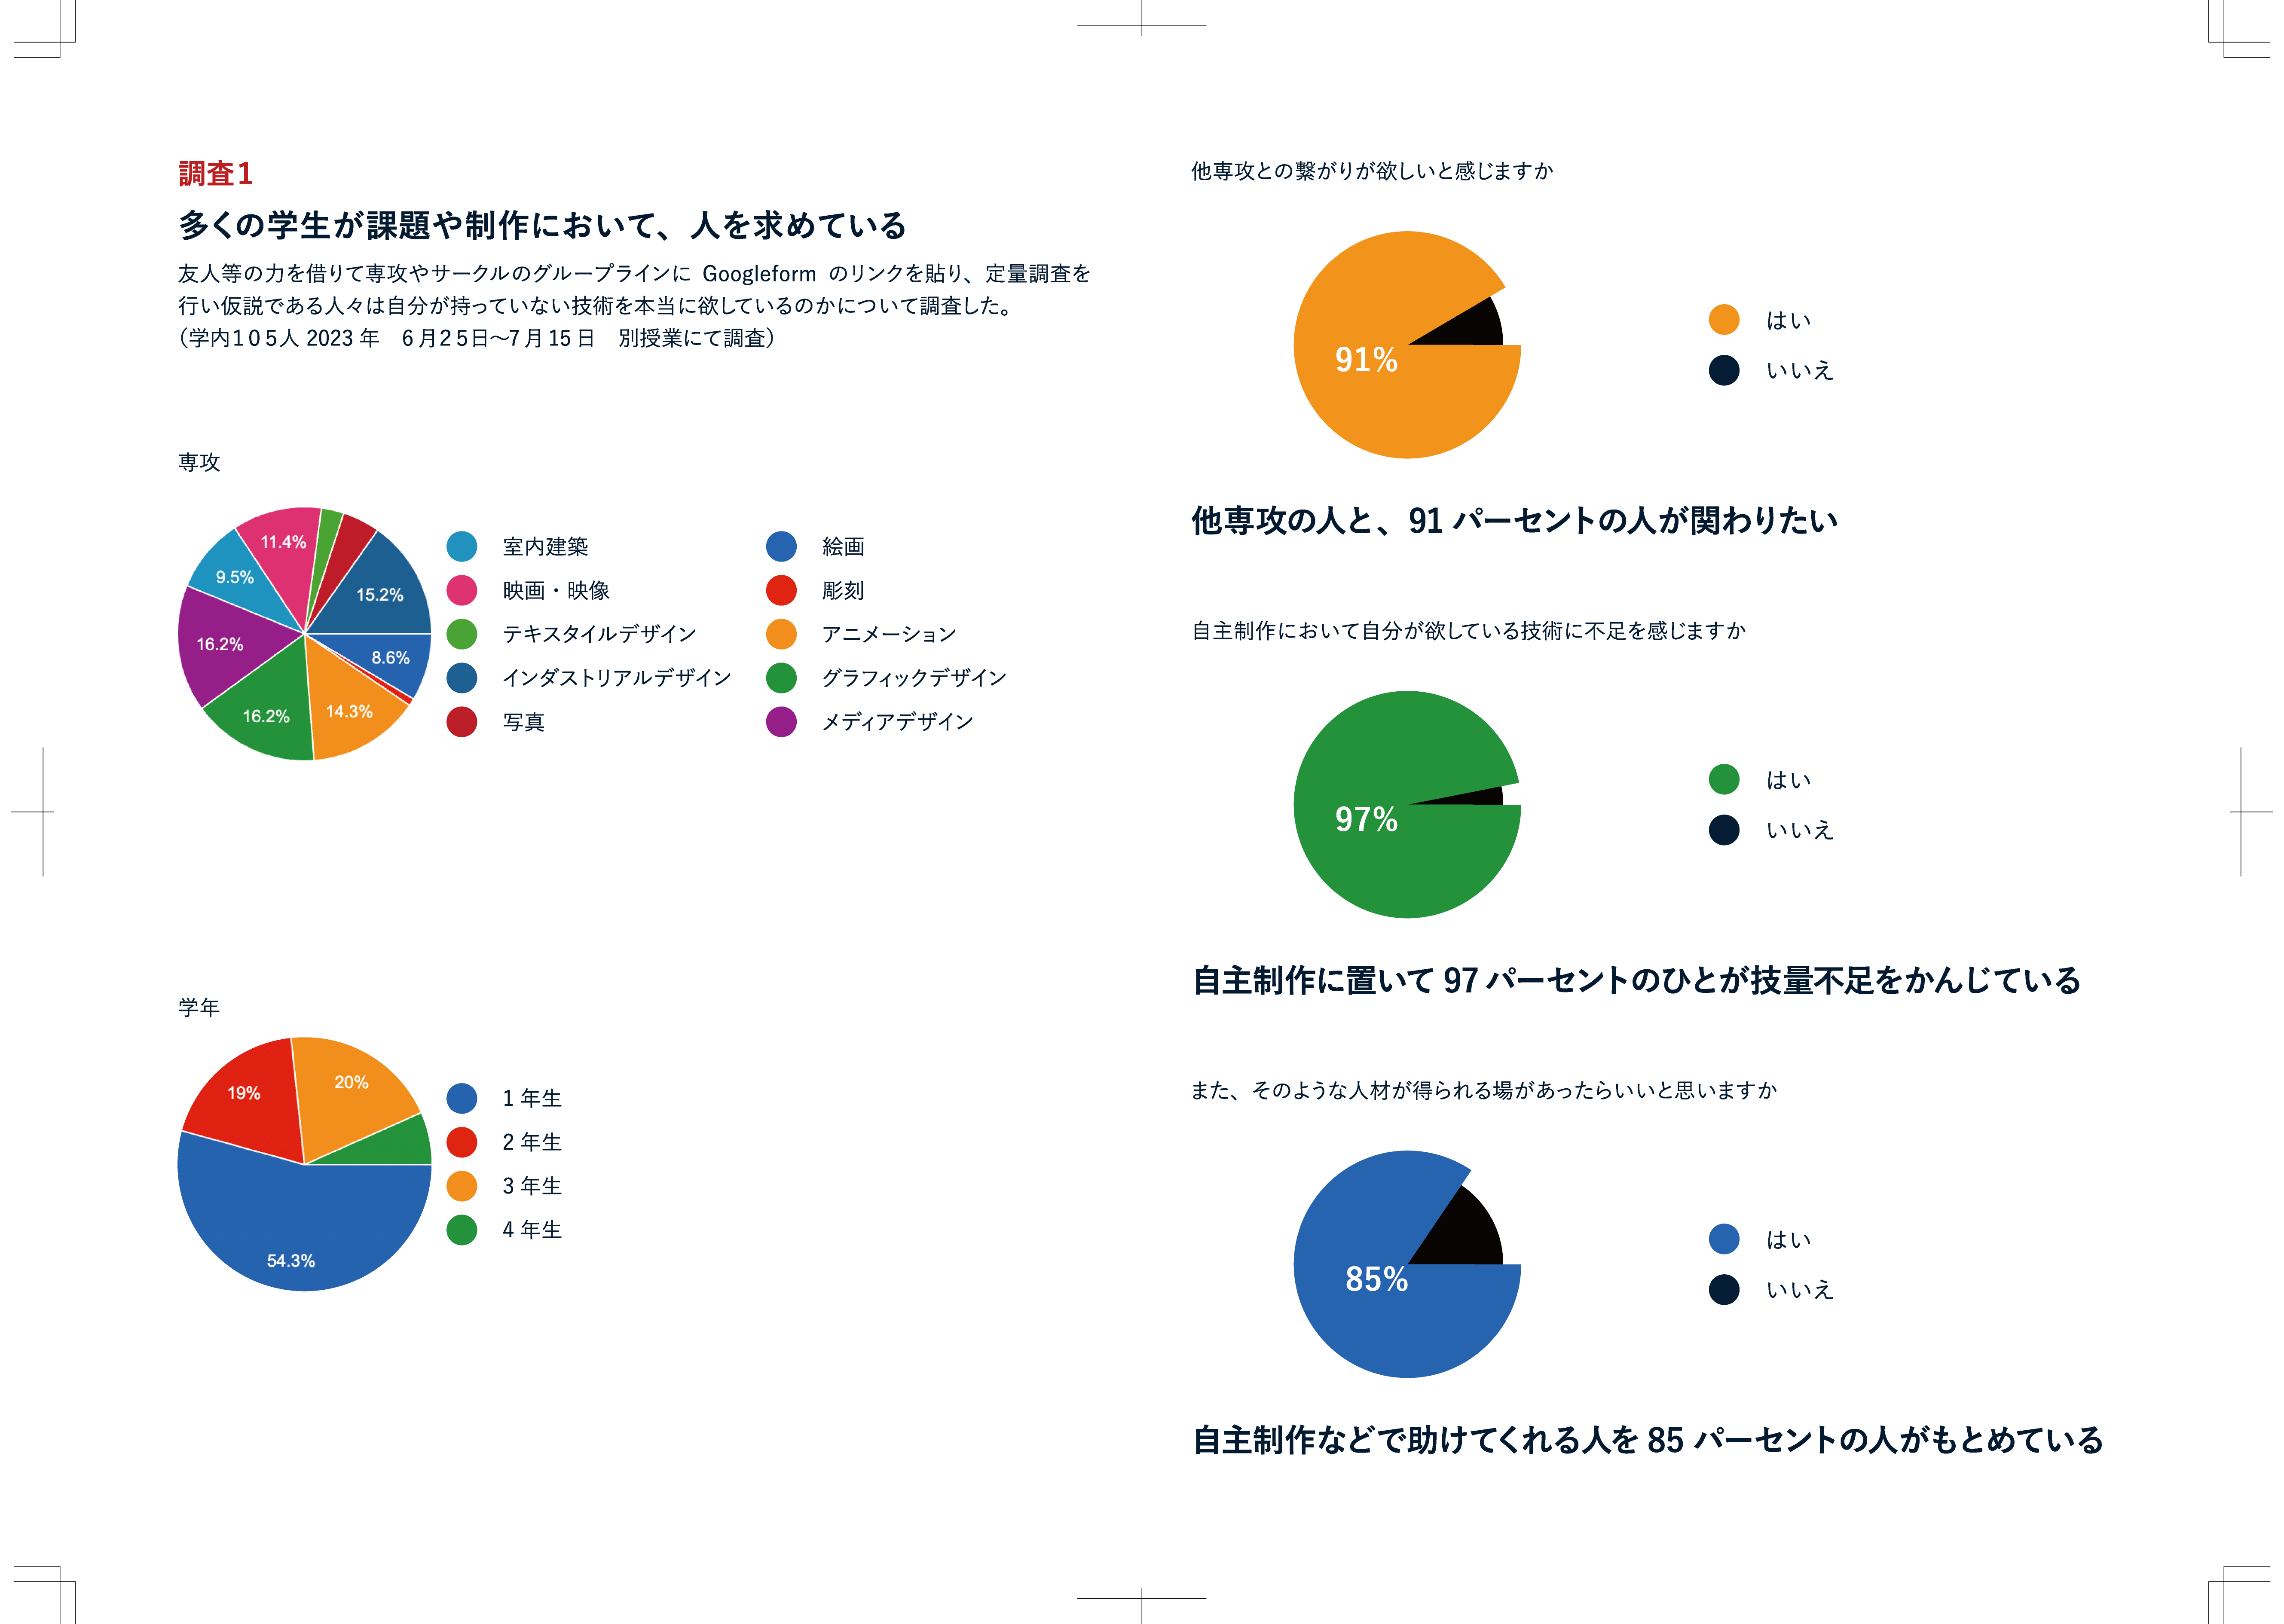 調査1
多くの学生が課題や制作において、人を求めている
友人等の力を借りて専攻やサークルのグループラインに Googleform のリンクを貼り、定量調査を
行い仮説である人々は自分が持っていない技術を本当に欲しているのかについて調査した。
（学内１０５人 2023 年　６月２５日〜7 月 15 日　別授業にて調査）
専攻
11.4%
9.5%
15.2%
16.2%
8.6%
16.2%
14.3%
室内建築
映画・映像
テキスタイルデザイン
インダストリアルデザイン
写真
絵画
彫刻
アニメーション
グラフィックデザイン
メディアデザイン
学年
19%
20%
54.3%
1 年生
2 年生
3 年生
4 年生
他専攻との繋がりが欲しいと感じますか
91%
はい
いいえ
他専攻の人と、91 パーセントの人が関わりたい
自主制作において自分が欲している技術に不足を感じますか
97%
はい
いいえ
自主制作に置いて 97 パーセントのひとが技量不足をかんじている
また、そのような人材が得られる場があったらいいと思いますか
85%
はい
いいえ
自主制作などで助けてくれる人を 85 パーセントの人がもとめている